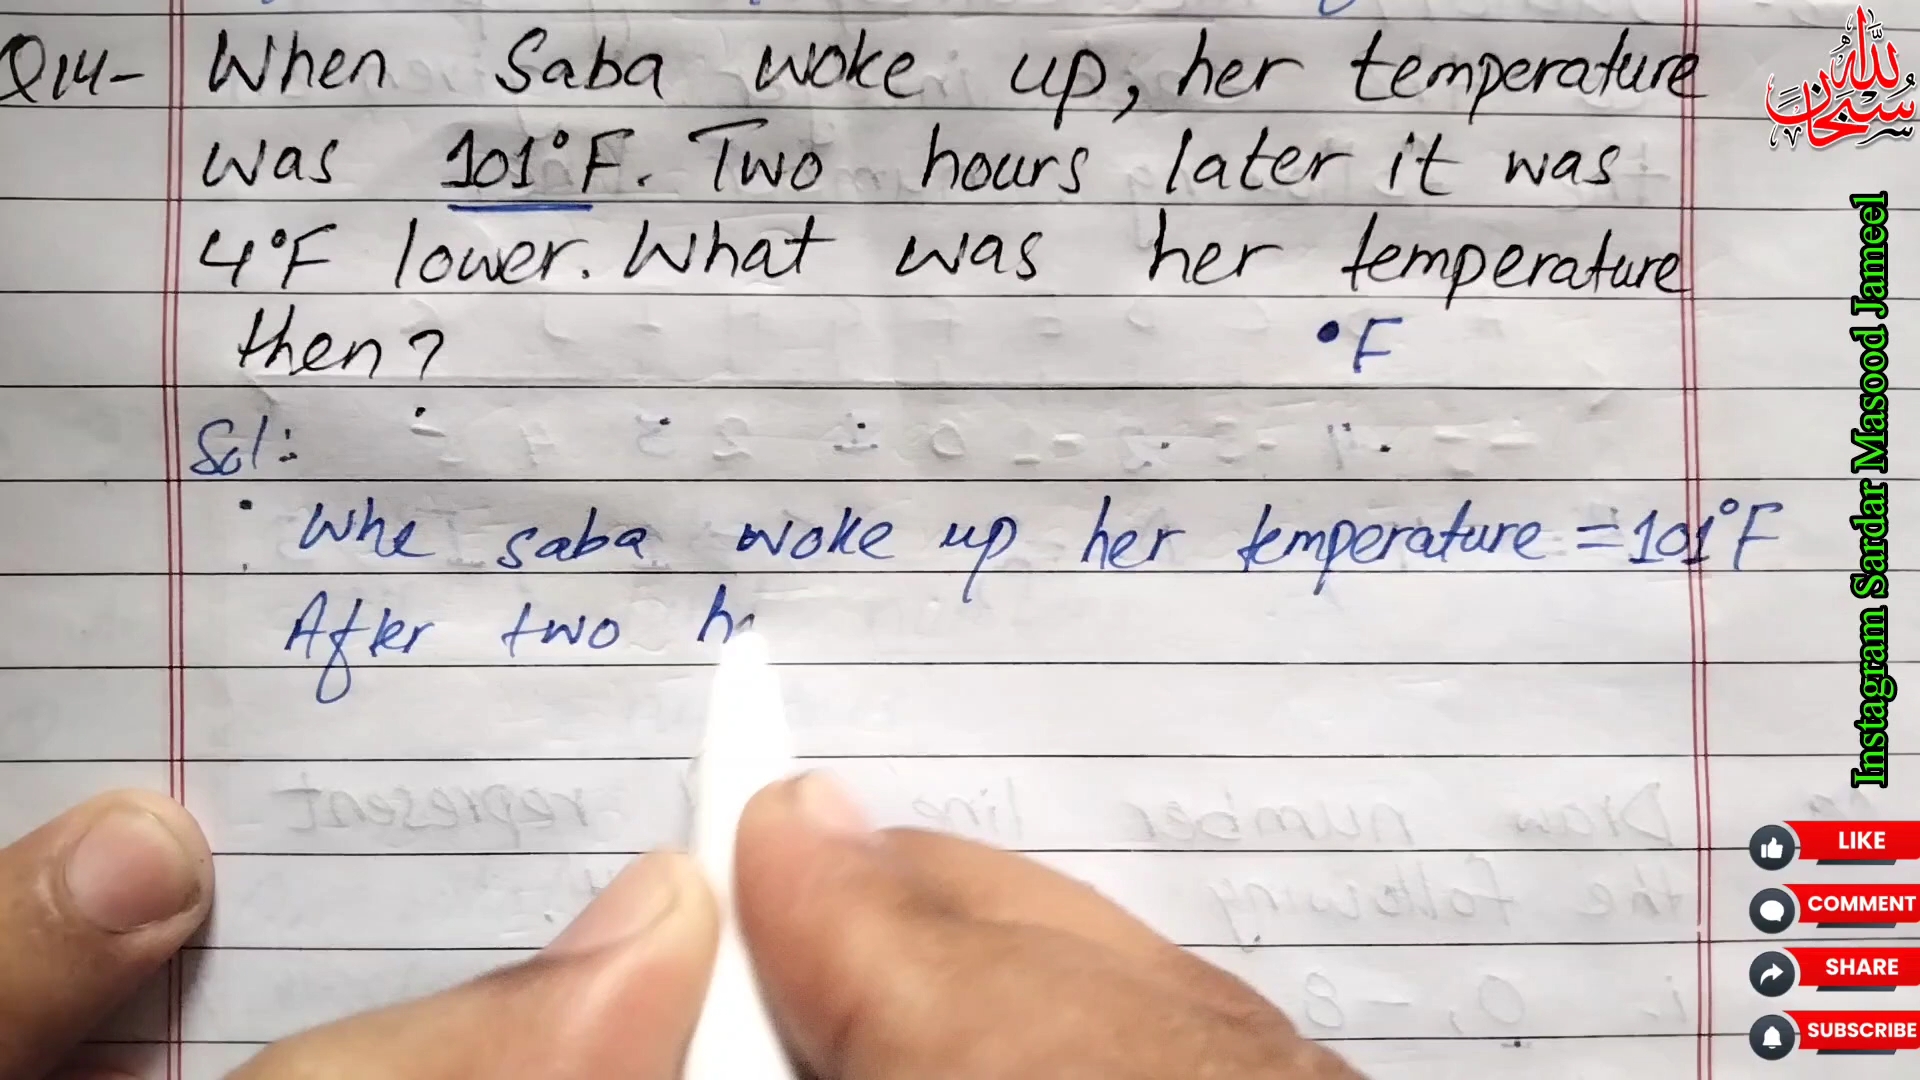 Q14- When Saba woke up, her temperature
was 101°F. Two hours later it was
4°F lower. What was her temperature
then?
°F
Sol:
Whe saba woke up her temperature = 101°F
After two h
سبحان الله
Instagram Sardar Masood Jameel
LIKE
COMMENT
SHARE
SUBSCRIBE